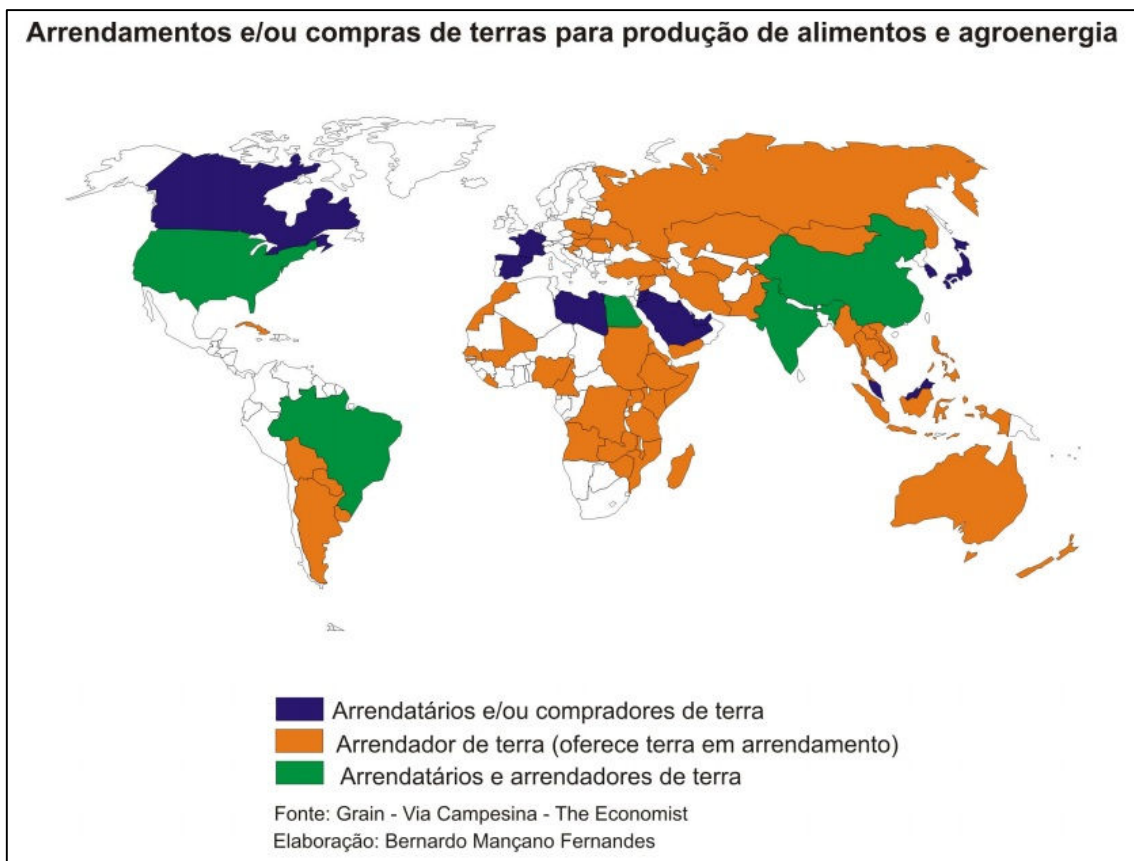 Arrendamentos e/ou compras de terras para produção de alimentos e agroenergia
Arrendatários e/ou compradores de terra
Arrendador de terra (oferece terra em arrendamento)
Arrendatários e arrendadores de terra
Fonte: Grain - Via Campesina - The Economist
Elaboração: Bernardo Mançano Fernandes